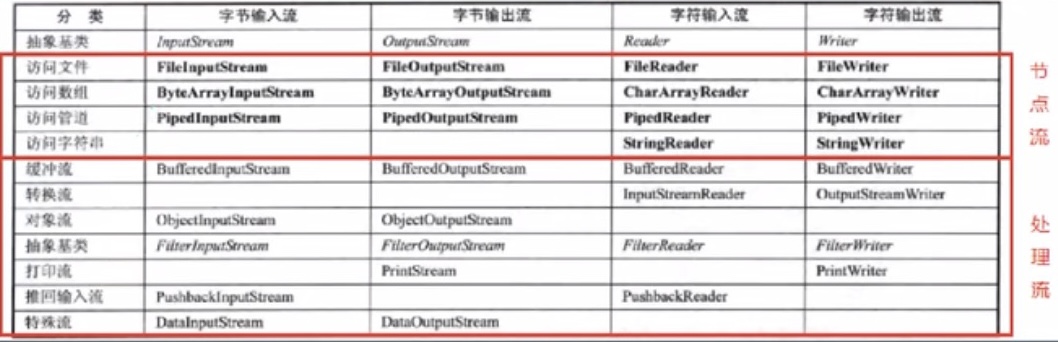 分 类 字节输入流 字节输出流 字符输入流 字符输出流
抽象基类 InputStream OutputStream Reader Writer
访问文件 FileInputStream FileOutputStream FileReader FileWriter
访问数组 ByteArrayInputStream ByteArrayOutputStream CharArrayReader CharArrayWriter
访问管道 PipedInputStream PipedOutputStream PipedReader PipedWriter
访问字符串 StringReader StringWriter
缓冲流 BufferedInputStream BufferedOutputStream BufferedReader BufferedWriter
转换流 InputStreamReader OutputStreamWriter
对象流 ObjectInputStream ObjectOutputStream
抽象基类 FilterInputStream FilterOutputStream FilterReader FilterWriter
打印流 PrintStream PrintWriter
推回输入流 PushbackInputStream PushbackReader
特殊流 DataInputStream DataOutputStream
节点流
处理流